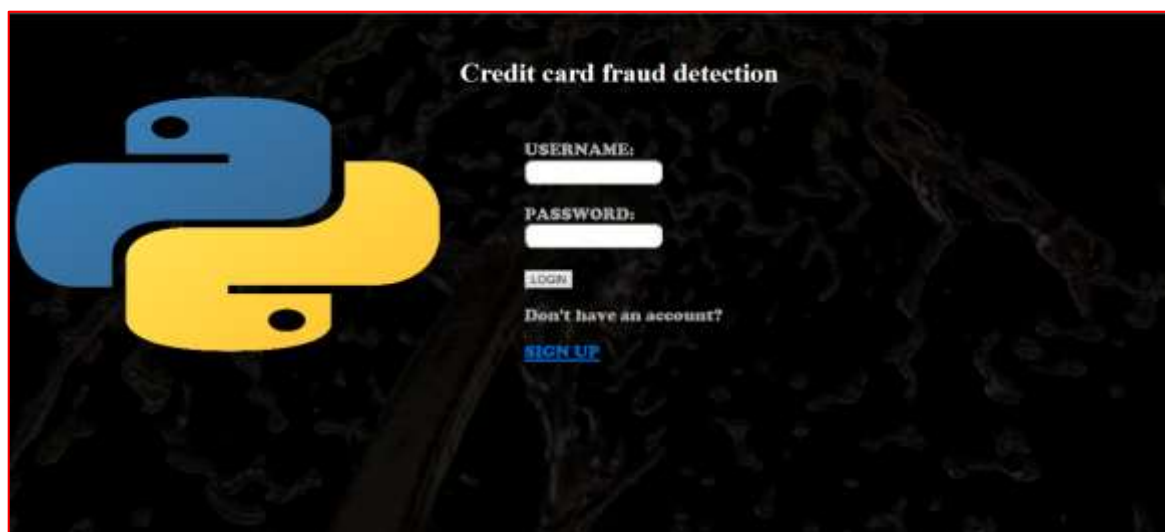 Credit card fraud detection
USERNAME:
PASSWORD:
LOGIN
Don't have an account?
SIGN UP